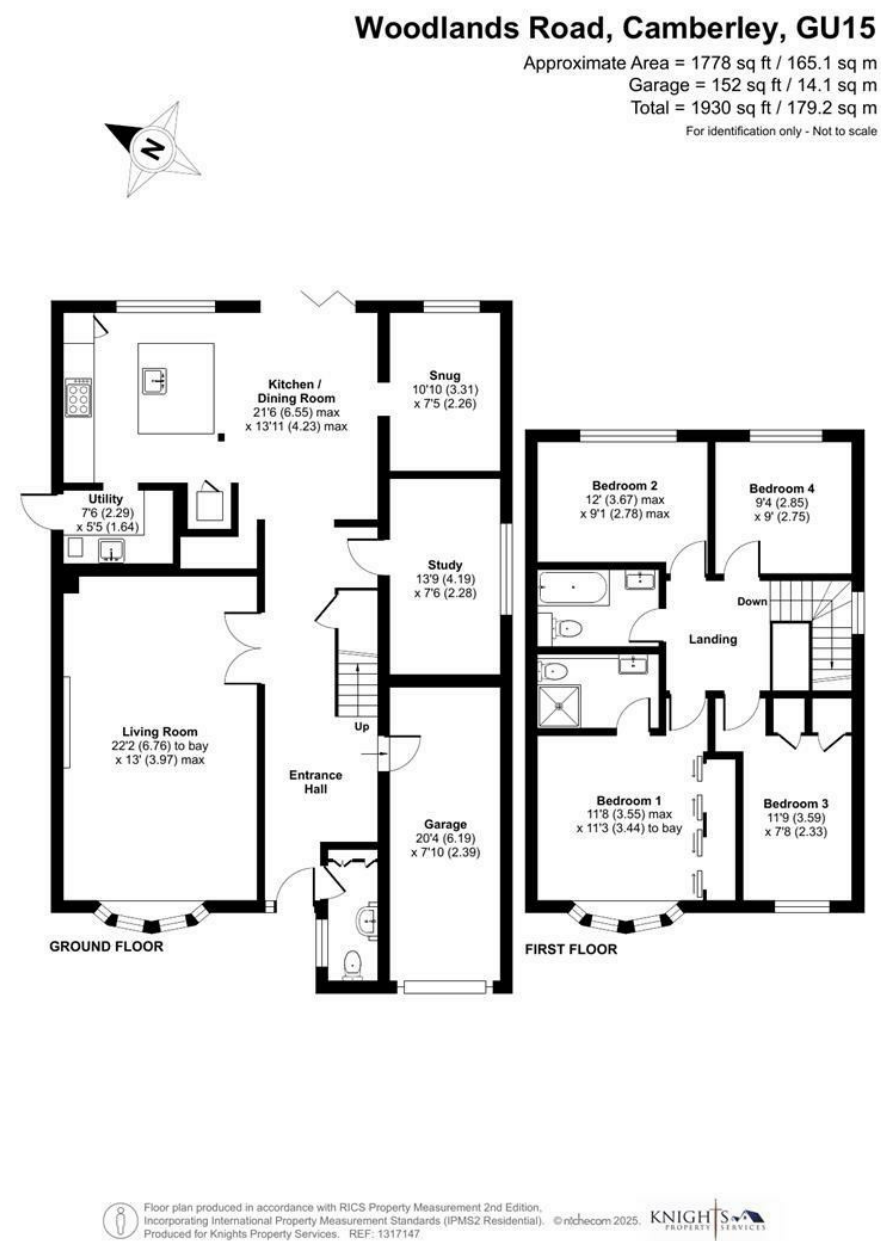 Woodlands Road, Camberley, GU15
Approximate Area = 1778 sq ft / 165.1 sq m
Garage = 152 sq ft / 14.1 sq m
Total = 1930 sq ft / 179.2 sq m
For identification only - Not to scale
N
Kitchen /
Dining Room
21'6 (6.55) max
x 13'11 (4.23) max
Snug
10'10 (3.31)
x 7'5 (2.26)
Utility
7'6 (2.29)
x 5'5 (1.64)
Study
13'9 (4.19)
x 7'6 (2.28)
Living Room
22'2 (6.76) to bay
x 13' (3.97) max
Up
Entrance
Hall
Garage
20'4 (6.19)
x 7'10 (2.39)
GROUND FLOOR
Bedroom 2
12' (3.67) max
x 9'1 (2.78) max
Bedroom 4
9'4 (2.85)
x 9' (2.75)
Down
Landing
Bedroom 1
11'8 (3.55) max
x 11'3 (3.44) to bay
Bedroom 3
11'9 (3.59)
x 7'8 (2.33)
FIRST FLOOR
Floor plan produced in accordance with RICS Property Measurement 2nd Edition,
Incorporating International Property Measurement Standards (IPMS2 Residential). © nichecom 2025.
Produced for Knights Property Services. REF: 1317147
KNIGHTS
PROPERTY SERVICES